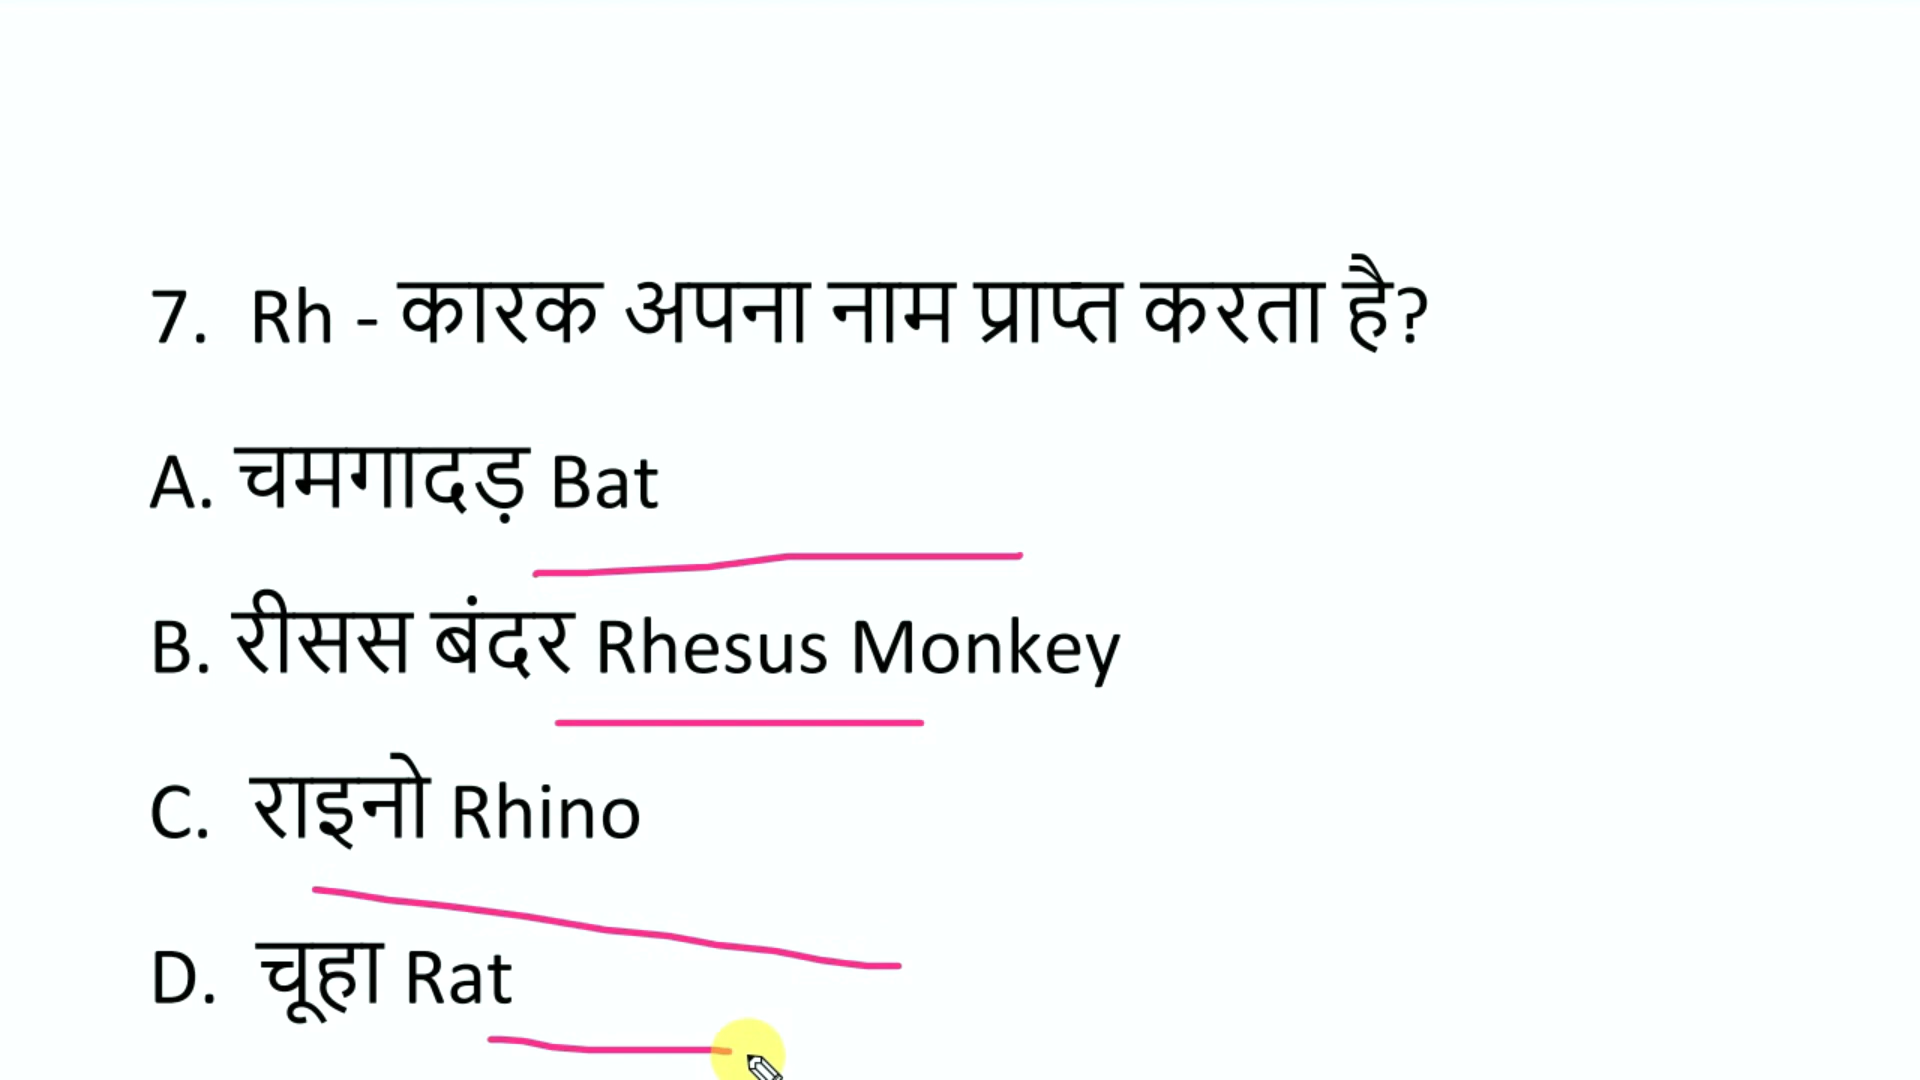 7. Rh - कारक अपना नाम प्राप्त करता है?
A. चमगादड़ Bat
B. रीसस बंदर Rhesus Monkey
C. राइनो Rhino
D. चूहा Rat